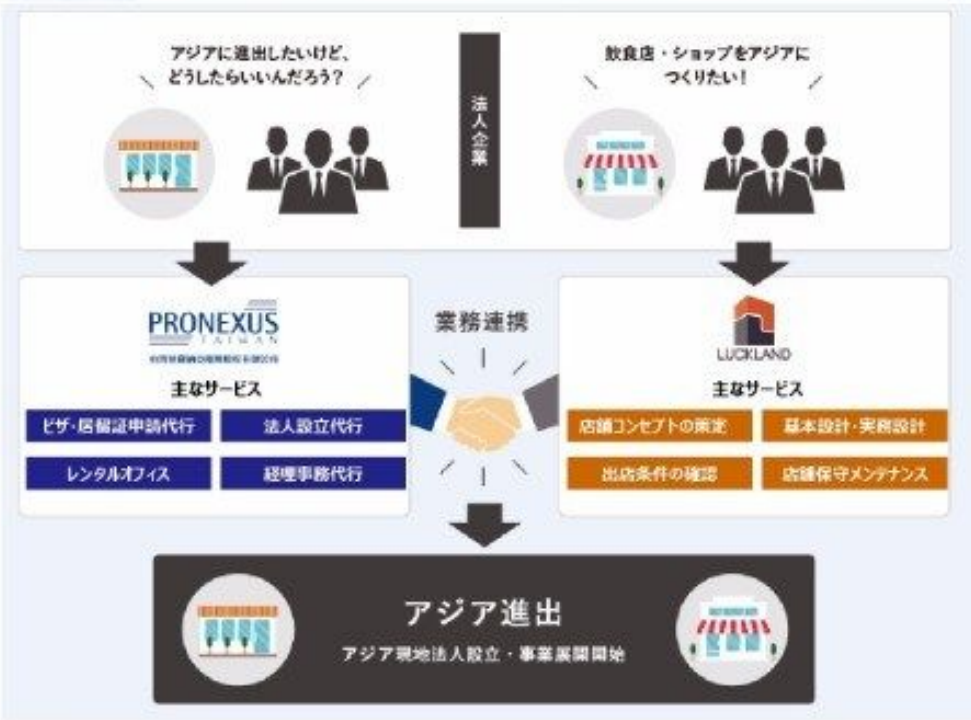 アジアに進出したいけど、
どうしたらいいんだろう?
法人企業
飲食店・ショップをアジアに
つくりたい!
PRONEXUS
TAIWAN
主なサービス
ビザ・居留証申請代行
法人設立代行
レンタルオフィス
経理事務代行
業務連携
LUCKLAND
主なサービス
店舗コンセプトの策定
基本設計・実務設計
出店条件の確認
店舗保守メンテナンス
アジア進出
アジア現地法人設立・事業展開開始